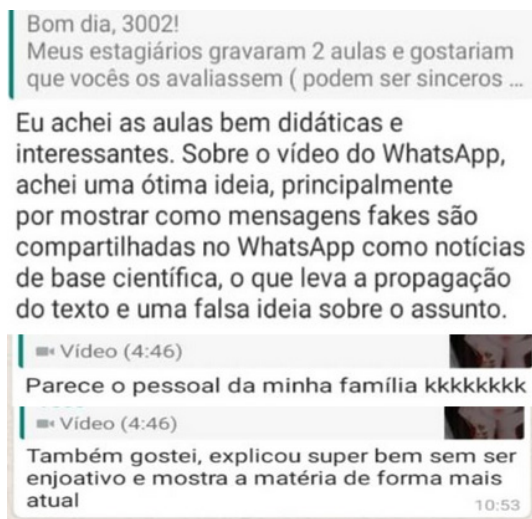 Bom dia, 3002!
Meus estagiários gravaram 2 aulas e gostariam
que vocês os avaliassem ( podem ser sinceros ...
Eu achei as aulas bem didáticas e
interessantes. Sobre o vídeo do WhatsApp,
achei uma ótima ideia, principalmente
por mostrar como mensagens fakes são
compartilhadas no WhatsApp como notícias
de base científica, o que leva a propagação
do texto e uma falsa ideia sobre o assunto.
Vídeo (4:46)
Parece o pessoal da minha família kkkkkkkk
Vídeo (4:46)
Também gostei, explicou super bem sem ser
enjoativo e mostra a matéria de forma mais
atual
10:53